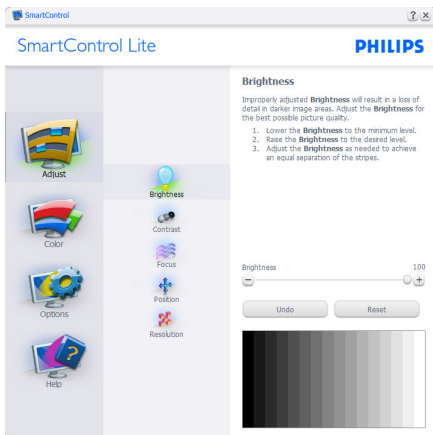 SmartControl
SmartControl Lite
PHILIPS
Adjust
Color
Options
Help
Brightness
Contrast
Focus
Position
Resolution
Brightness
Improperly adjusted Brightness will result in a loss of
detail in darker image areas. Adjust the Brightness for
the best possible picture quality.
1. Lower the Brightness to the minimum level.
2. Raise the Brightness to the desired level.
3. Adjust the Brightness as needed to achieve
an equal separation of the stripes.
Brightness 100
Undo Reset